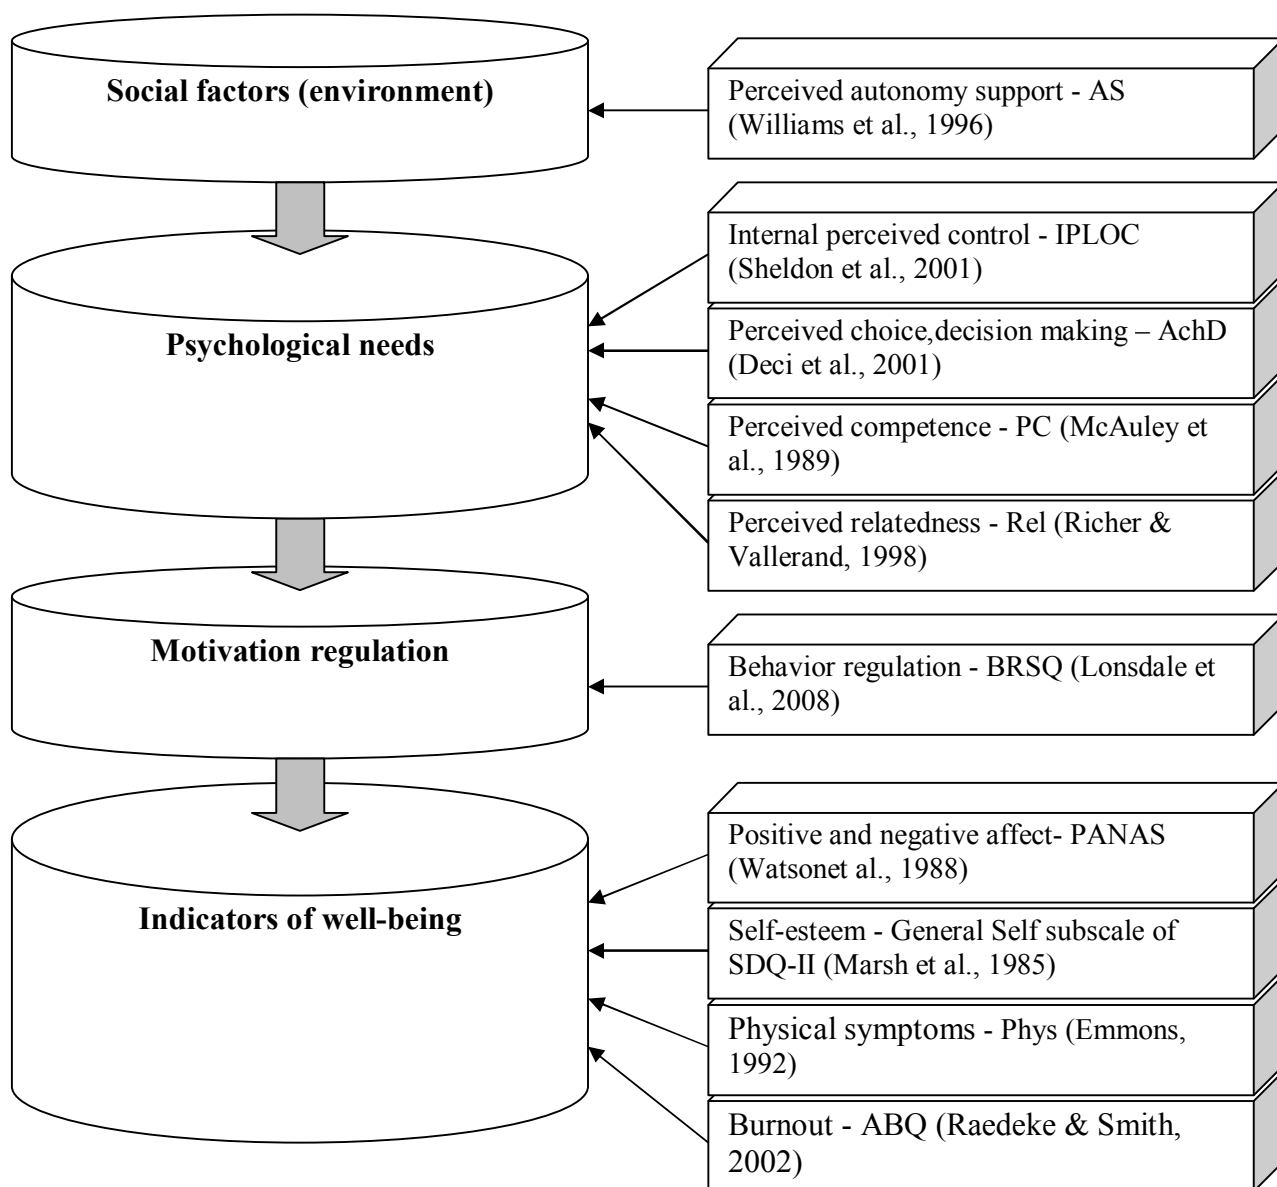 Social factors (environment)
Perceived autonomy support - AS
(Williams et al., 1996)
Psychological needs
Internal perceived control - IPLOC
(Sheldon et al., 2001)
Perceived choice,decision making – AchD
(Deci et al., 2001)
Perceived competence - PC (McAuley et
al., 1989)
Perceived relatedness - Rel (Richer &
Vallerand, 1998)
Motivation regulation
Behavior regulation - BRSQ (Lonsdale et
al., 2008)
Indicators of well-being
Positive and negative affect- PANAS
(Watsonet al., 1988)
Self-esteem - General Self subscale of
SDQ-II (Marsh et al., 1985)
Physical symptoms - Phys (Emmons,
1992)
Burnout - ABQ (Raedeke & Smith,
2002)